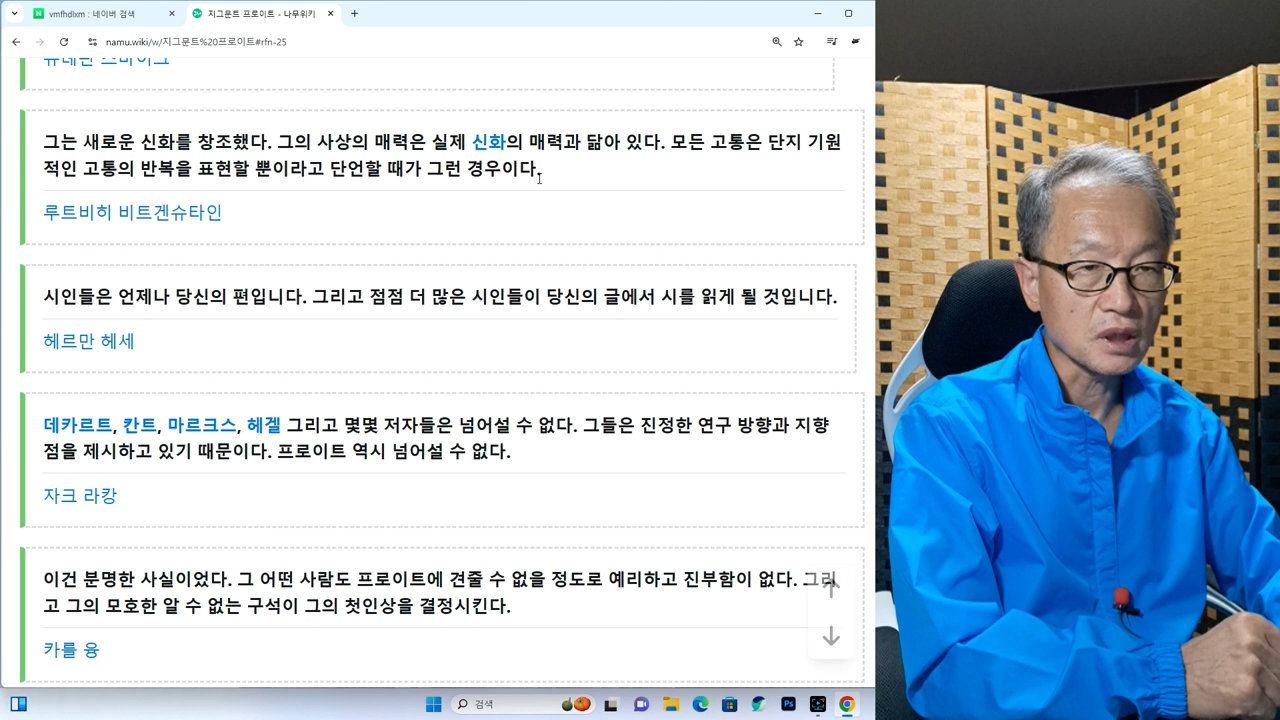 vmfhdlxm : 네이버 검색
지그문트 프로이트 - 나무위키
namu.wiki/w/지그문트%20프로이트#rfn-25
그는 새로운 신화를 창조했다. 그의 사상의 매력은 실제 신화의 매력과 닮아 있다. 모든 고통은 단지 기원
적인 고통의 반복을 표현할 뿐이라고 단언할 때가 그런 경우이다.
루트비히 비트겐슈타인
시인들은 언제나 당신의 편입니다. 그리고 점점 더 많은 시인들이 당신의 글에서 시를 읽게 될 것입니다.
헤르만 헤세
데카르트, 칸트, 마르크스, 헤겔 그리고 몇몇 저자들은 넘어설 수 없다. 그들은 진정한 연구 방향과 지향
점을 제시하고 있기 때문이다. 프로이트 역시 넘어설 수 없다.
자크 라캉
이건 분명한 사실이었다. 그 어떤 사람도 프로이트에 견줄 수 없을 정도로 예리하고 진부함이 없다. 그리
고 그의 모호한 알 수 없는 구석이 그의 첫인상을 결정시킨다.
카를 융
검색
Ps